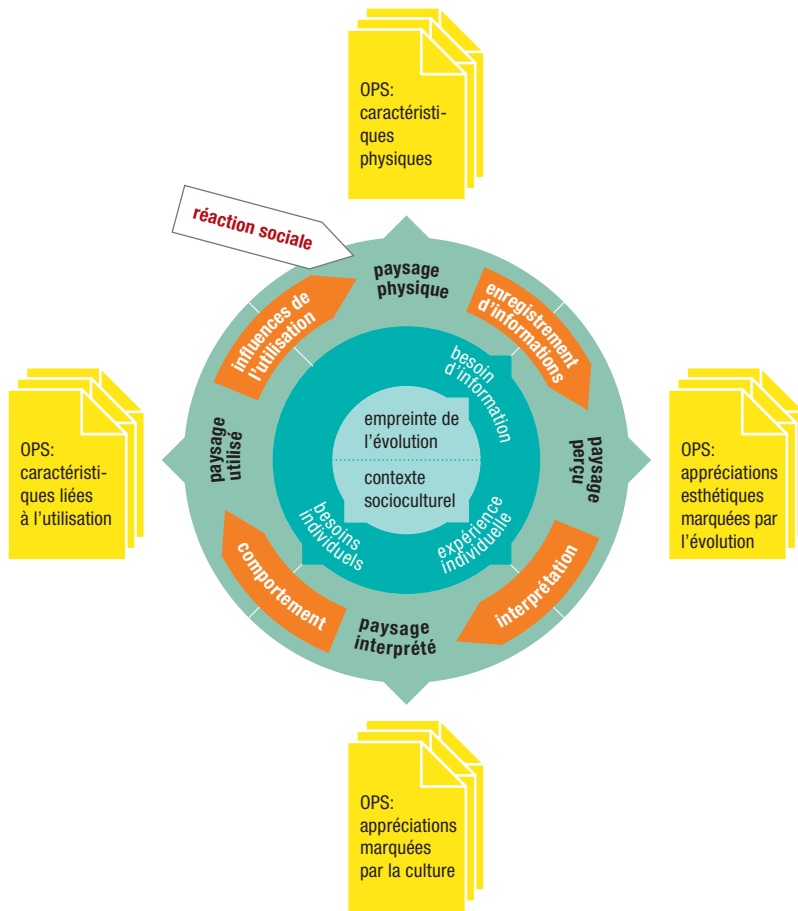 OPS:
caractéristi-
ques
physiques
réaction sociale
paysage
physique
influences de
l'utilisation
enregistrement
d'informations
besoin
d'information
empreinte de
l'évolution
contexte
socioculturel
paysage
utilisé
paysage
perçu
OPS:
caractéristi-
ques liées
à l'utilisation
OPS:
appréciations
esthétiques
marquées par
l'évolution
besoins
individuels
expérience
individuelle
comportement
interprétation
paysage
interprété
OPS:
appréciations
marquées
par la culture